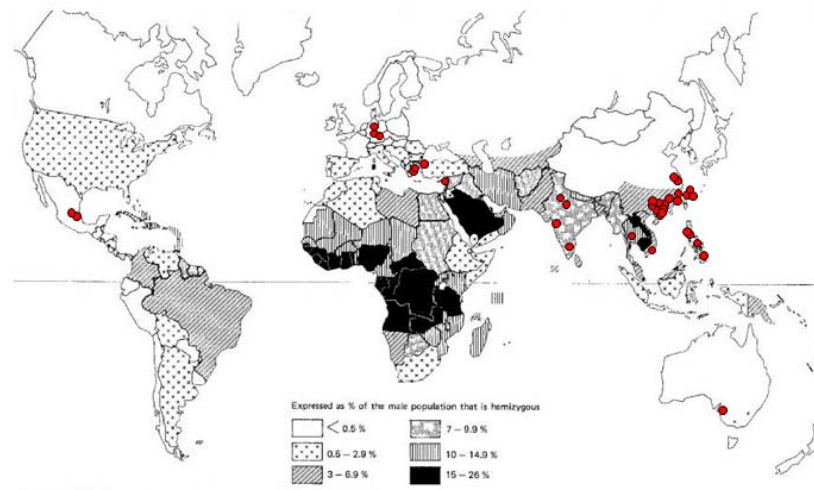 Expressed as % of the male population that is hemizygous
< 0.5 %
0.5 – 2.9 %
3 – 6.9 %
7 – 9.9 %
10 – 14.9 %
15 – 26 %